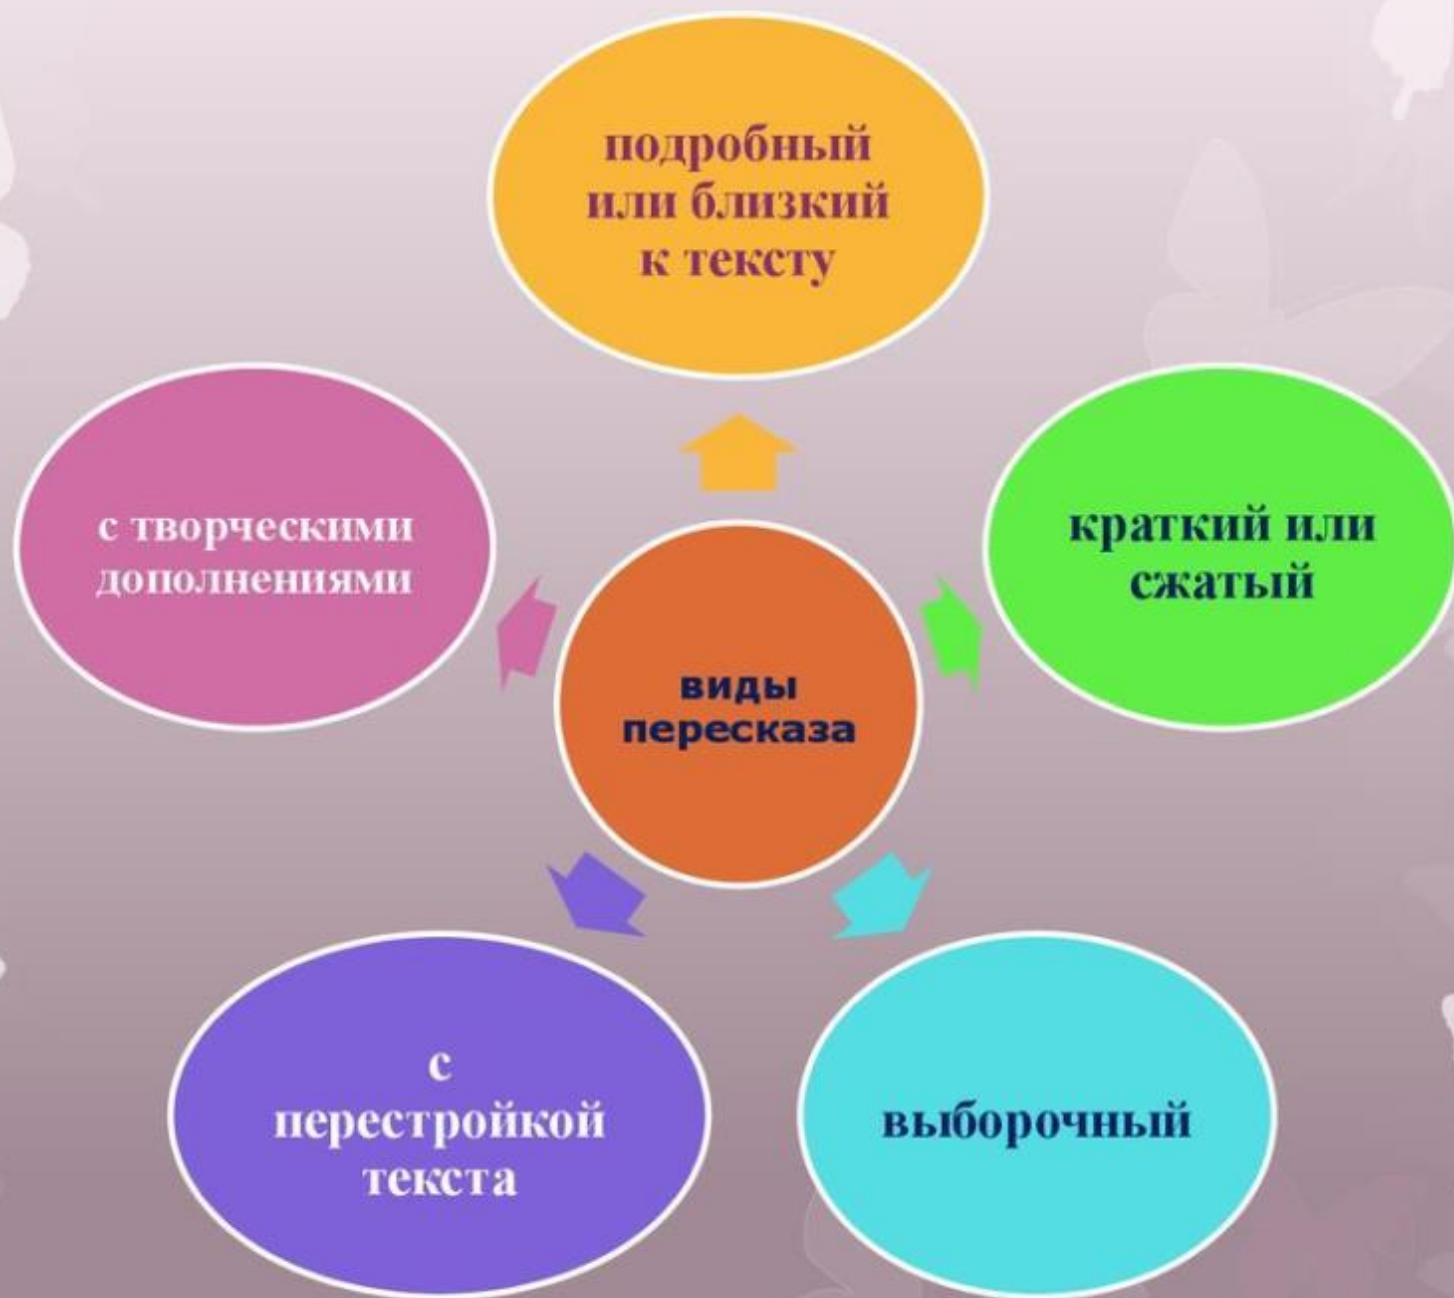 подробный
или близкий
к тексту
с творческими
дополнениями
краткий или
сжатый
виды
пересказа
с
перестройкой
текста
выборочный